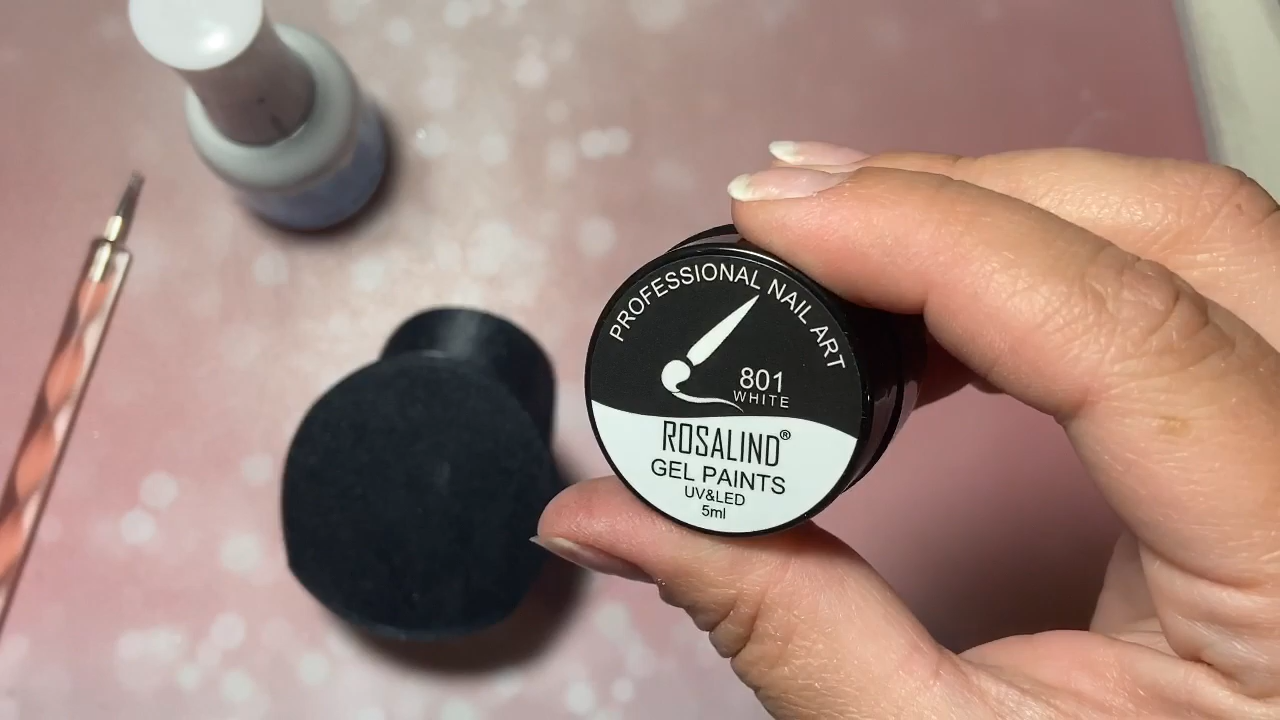 PROFESSIONAL NAIL ART
801
WHITE
ROSALIND®
GEL PAINTS
UV&LED
5ml